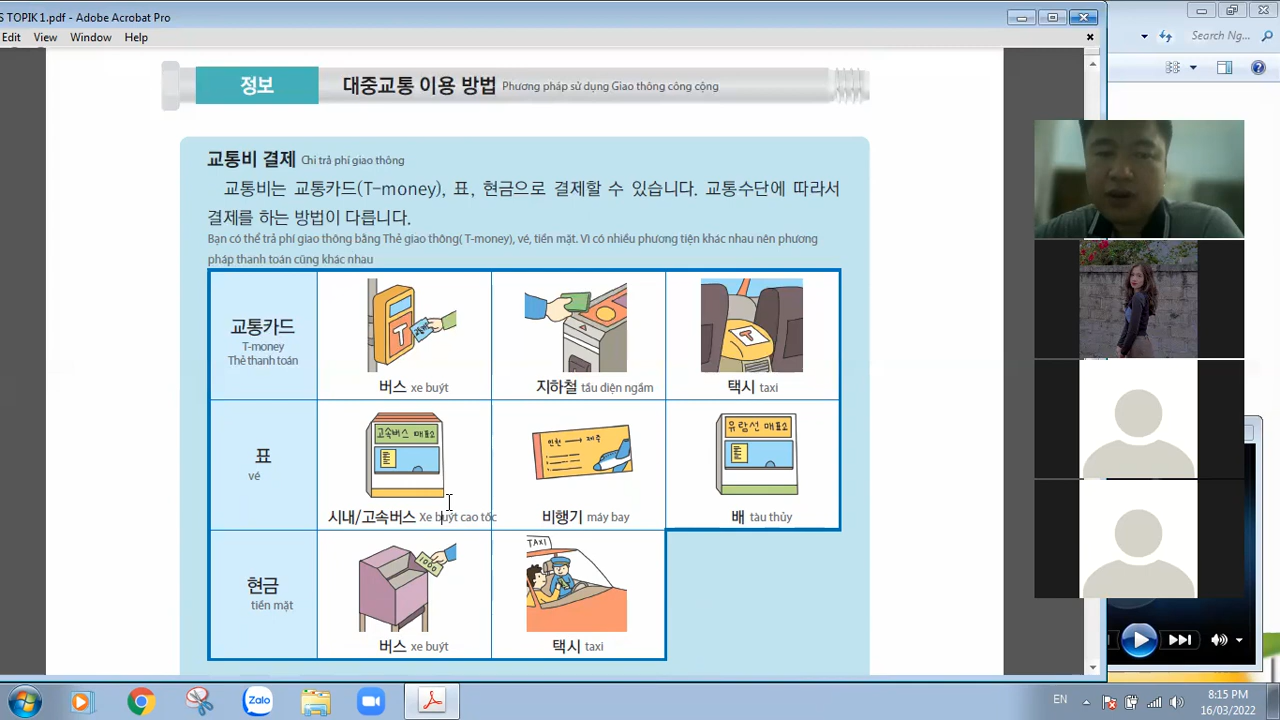 S TOPIK 1.pdf - Adobe Acrobat Pro
Edit View Window Help
Search Ng...
정보 대중교통 이용 방법 Phương pháp sử dụng Giao thông công cộng
교통비 결제 Chi trả phí giao thông
교통비는 교통카드(T-money), 표, 현금으로 결제할 수 있습니다. 교통수단에 따라서
결제를 하는 방법이 다릅니다.
Bạn có thể trả phí giao thông bằng Thẻ giao thông( T-money), vé, tiền mặt. Vì có nhiều phương tiện khác nhau nên phương
pháp thanh toán cũng khác nhau
교통카드
T-money
Thẻ thanh toán
T
버스 xe buýt
지하철 tầu điện ngầm
T
택시 taxi
표
vé
고속버스 매표소
시내/고속버스 Xe buýt cao tốc
인천 → 제주
비행기 máy bay
유람선 매표소
배 tàu thủy
현금
tiền mặt
1000
버스 xe buýt
TAXI
택시 taxi
Zalo
EN
8:15 PM
16/03/2022